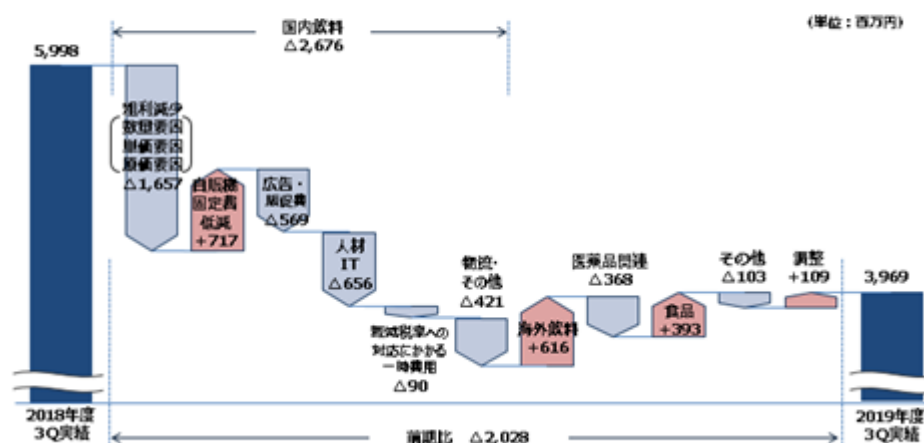 (単位：百万円)
国内飲料
△2,676
5,998
粗利減少
数量要因
単価要因
原価要因
△1,657
自販機
固定費
低減
+717
広告・
販促費
△569
人材
IT
△656
軽減税率への
対応にかかる
一時費用
△90
物流・
その他
△421
海外飲料
+616
医薬品関連
△368
食品
+393
その他
△103
調整
+109
3,969
2018年度
3Q実績
前期比 △2,028
2019年度
3Q実績